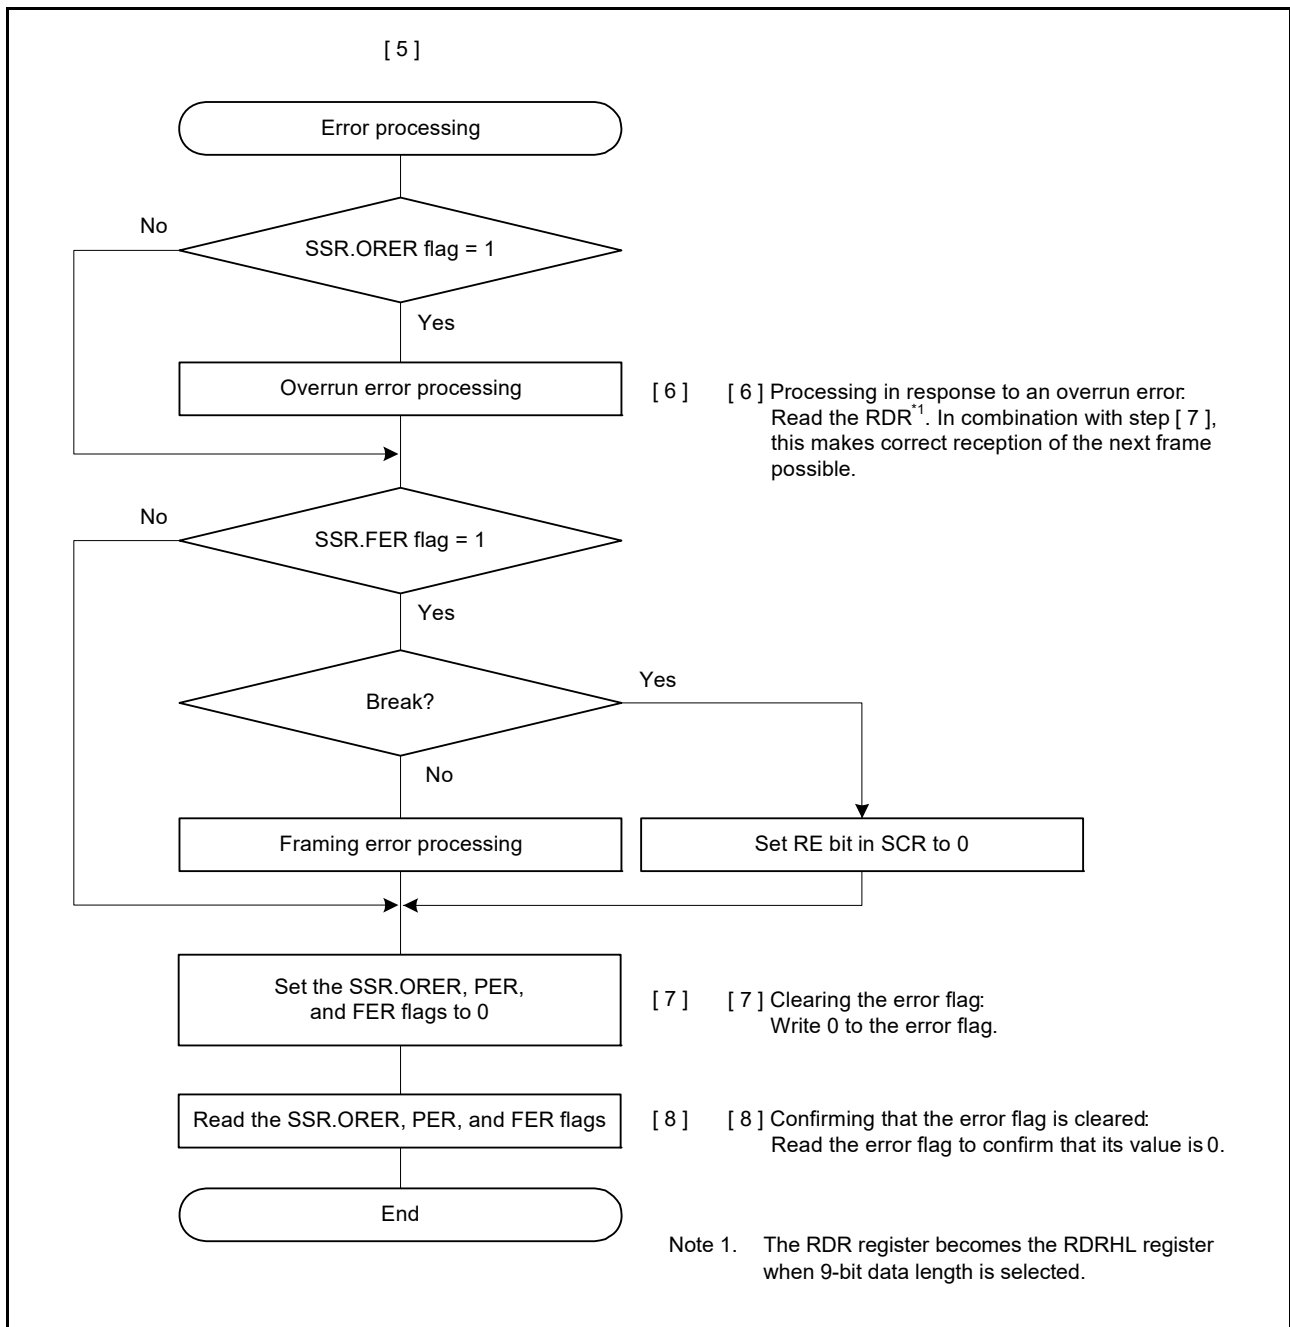 [ 5 ]
Error processing
No
SSR.ORER flag = 1
Yes
Overrun error processing
[ 6 ]
[ 6 ] Processing in response to an overrun error:
Read the RDR*1. In combination with step [ 7 ],
this makes correct reception of the next frame
possible.
No
SSR.FER flag = 1
Yes
Break?
Yes
No
Framing error processing
Set RE bit in SCR to 0
Set the SSR.ORER, PER,
and FER flags to 0
[ 7 ]
[ 7 ] Clearing the error flag:
Write 0 to the error flag.
Read the SSR.ORER, PER, and FER flags
[ 8 ]
[ 8 ] Confirming that the error flag is cleared:
Read the error flag to confirm that its value is 0.
End
Note 1. The RDR register becomes the RDRHL register
when 9-bit data length is selected.